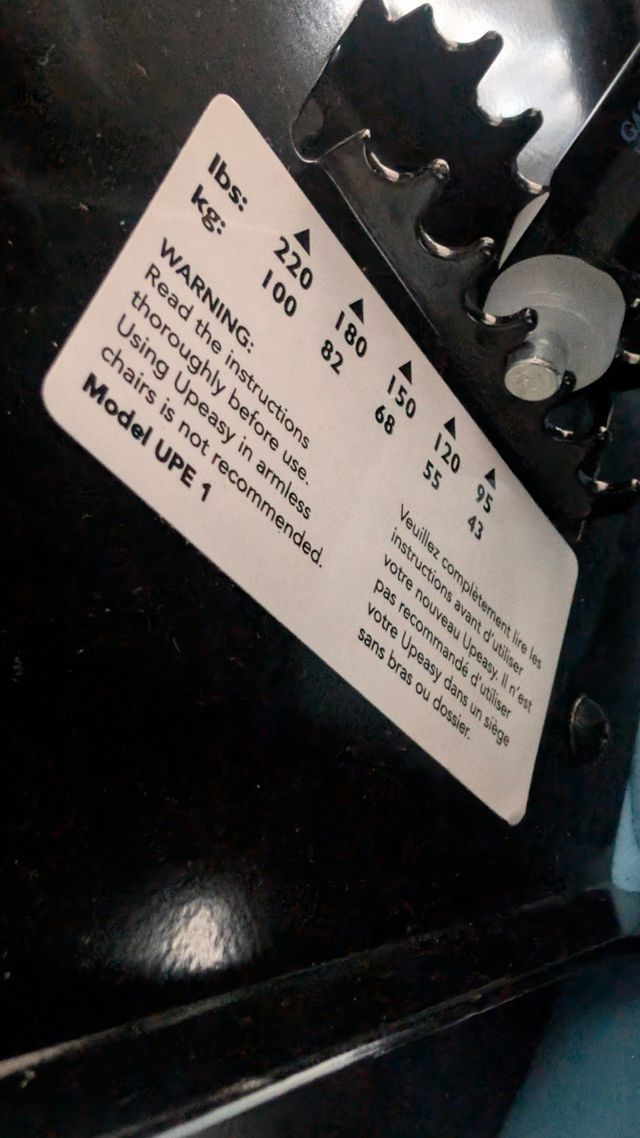 lbs: 220 180 150 120 95
kg: 100 82 68 55 43
WARNING:
Read the instructions
thoroughly before use.
Using Upeasy in armless
chairs is not recommended.
Model UPE 1
Veuillez complètement lire les
instructions avant d'utiliser
votre nouveau Upeasy. Il n'est
pas recommandé d'utiliser
votre Upeasy dans un siège
sans bras ou dossier.